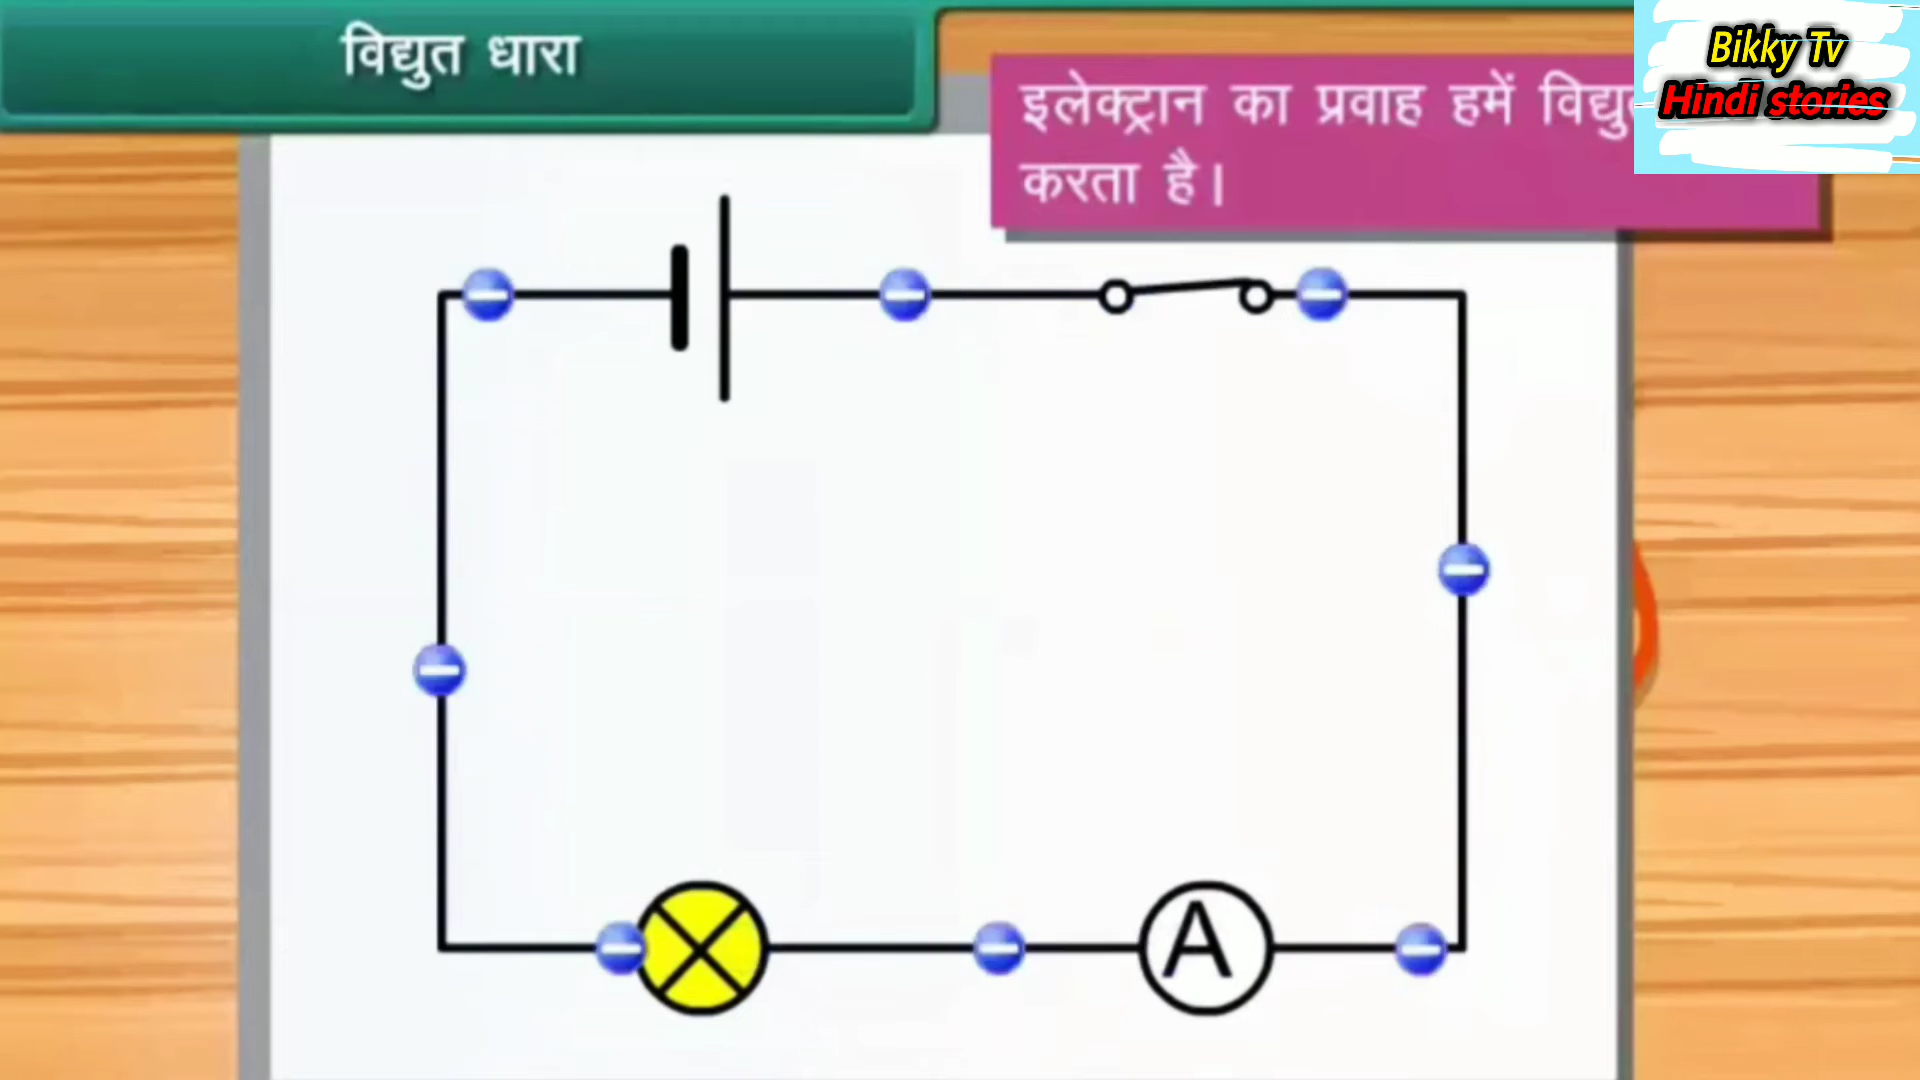 विद्युत धारा
इलेक्ट्रान का प्रवाह हमें
करता है।
Bikky Tv
Hindi stories
A